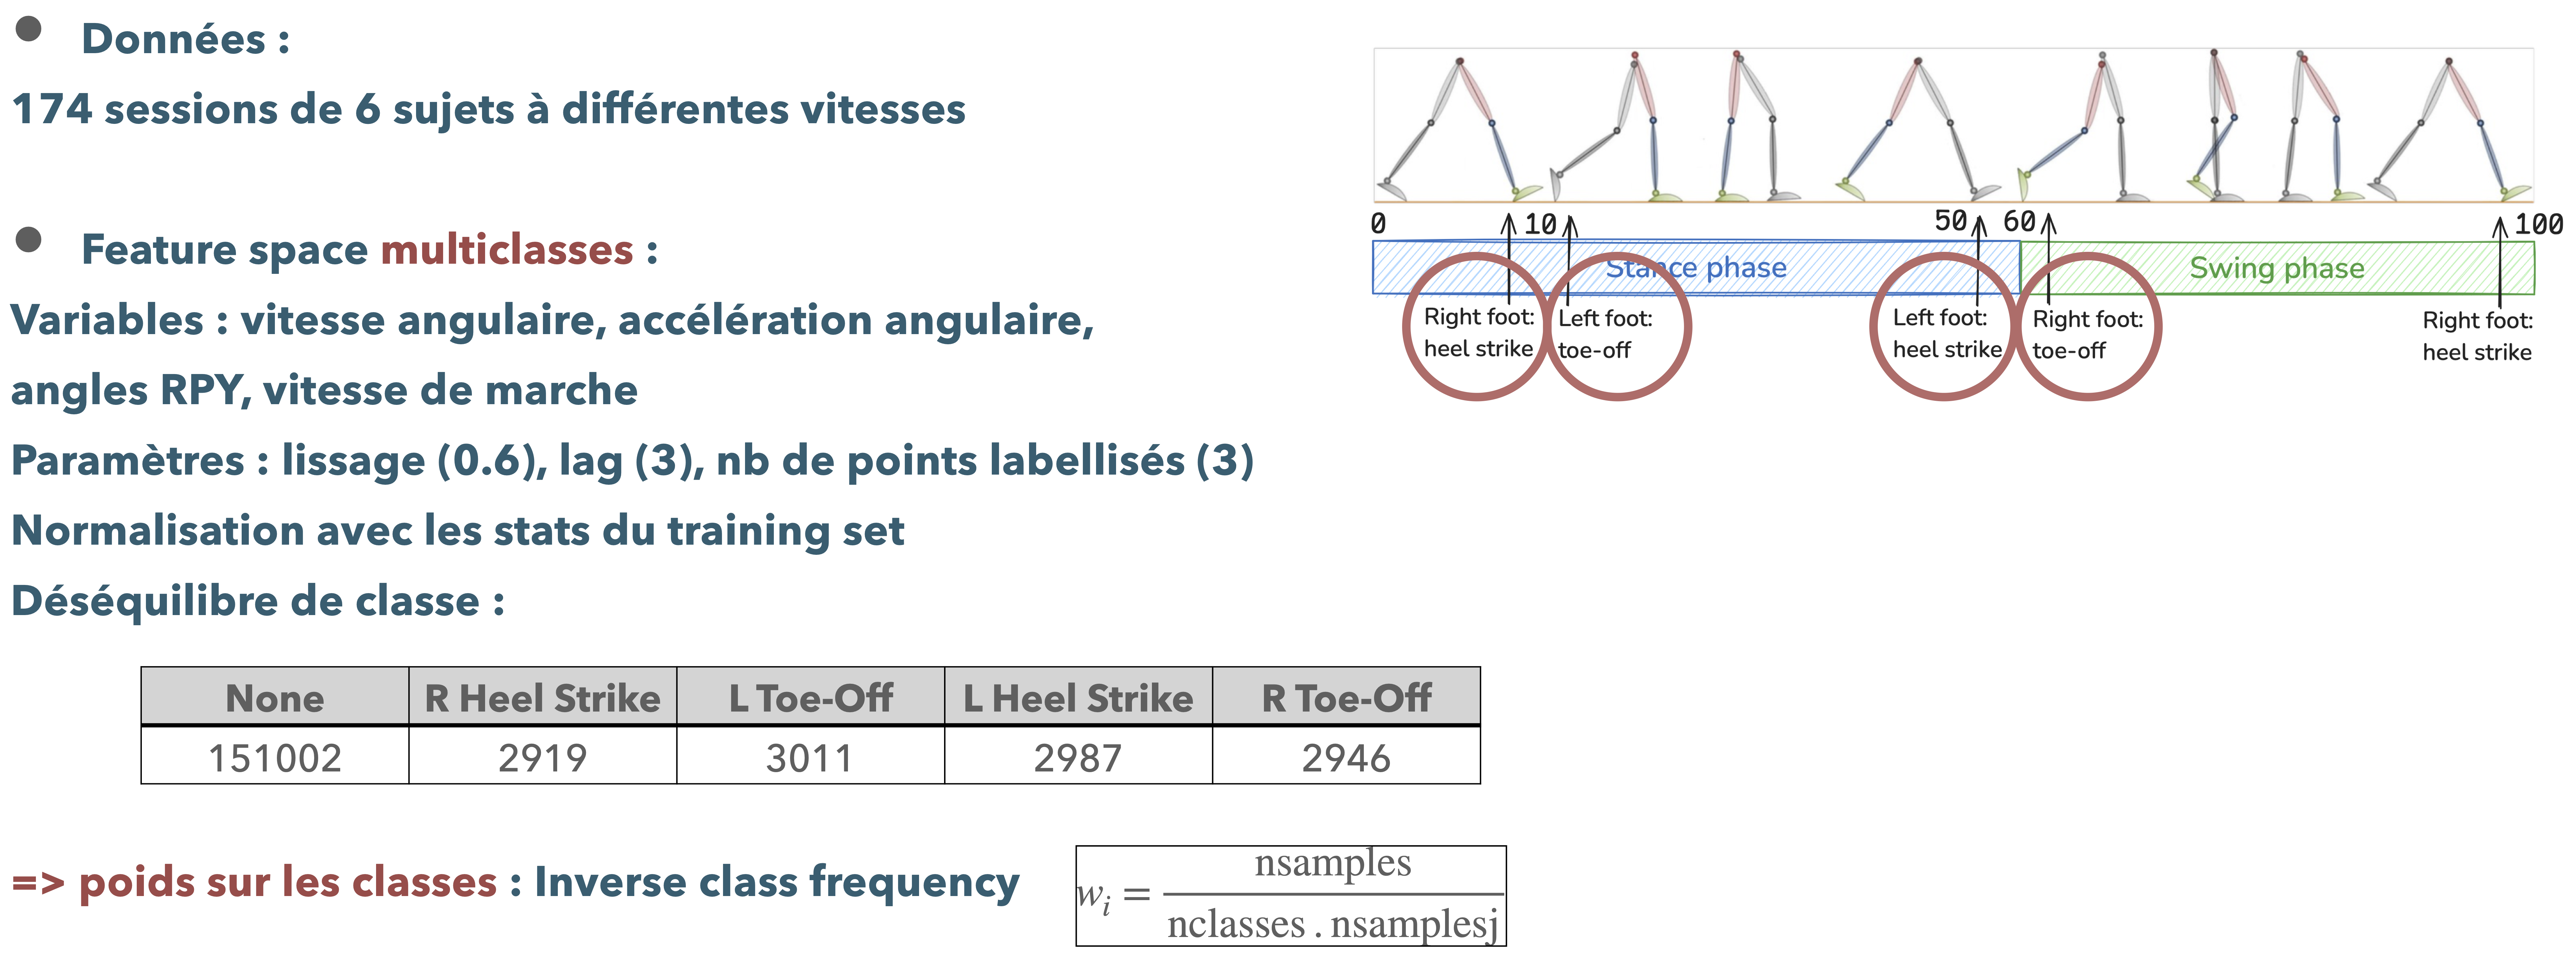 • Données :
174 sessions de 6 sujets à différentes vitesses
• Feature space multiclasses :
Variables : vitesse angulaire, accélération angulaire,
angles RPY, vitesse de marche
Paramètres : lissage (0.6), lag (3), nb de points labellisés (3)
Normalisation avec les stats du training set
Déséquilibre de classe :
None R Heel Strike L Toe-Off L Heel Strike R Toe-Off
151002 2919 3011 2987 2946
=> poids sur les classes : Inverse class frequency
nsamples
w_i =
nclasses . nsamplesj
0 10 50 60 100
Stance phase Swing phase
Right foot:
heel strike
Left foot:
toe-off
Left foot:
heel strike
Right foot:
toe-off
Right foot:
heel strike